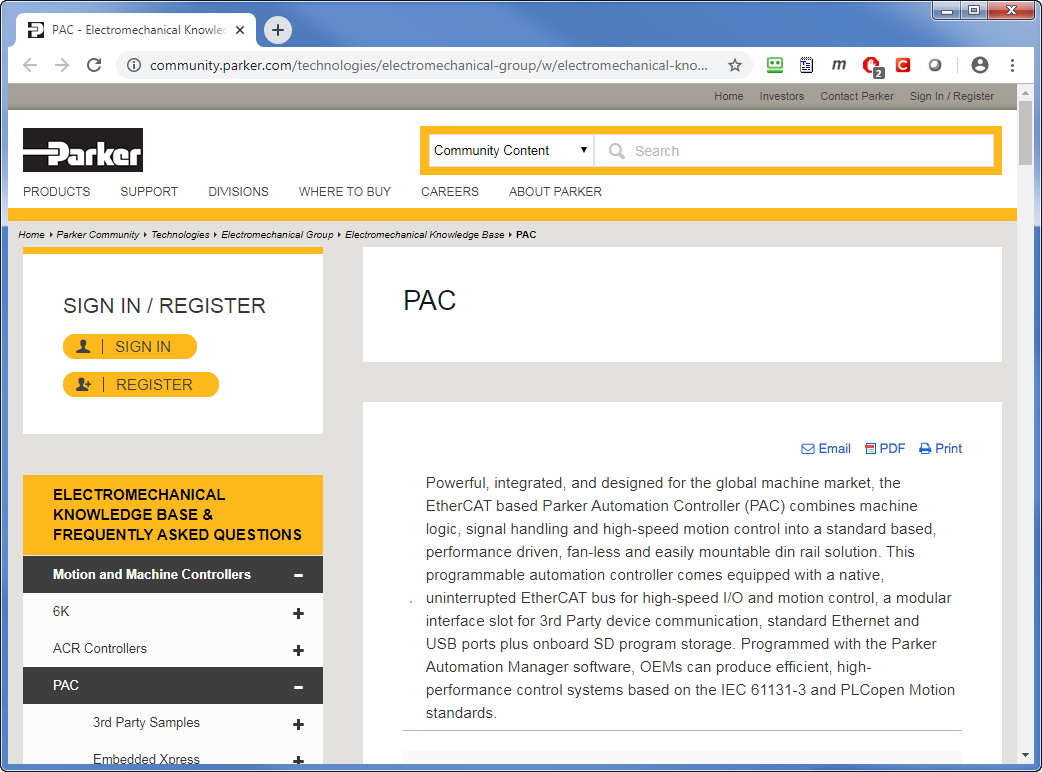 PAC - Electromechanical Knowlec
community.parker.com/technologies/electromechanical-group/w/electromechanical-kno...
m
2
C
Home Investors Contact Parker Sign In / Register
Parker
Community Content
Search
PRODUCTS SUPPORT DIVISIONS WHERE TO BUY CAREERS ABOUT PARKER
Home Parker Community Technologies Electromechanical Group Electromechanical Knowledge Base PAC
SIGN IN / REGISTER
SIGN IN
REGISTER
ELECTROMECHANICAL
KNOWLEDGE BASE &
FREQUENTLY ASKED QUESTIONS
Motion and Machine Controllers
6K
ACR Controllers
PAC
3rd Party Samples
Embedded Xpress
PAC
Email PDF Print
Powerful, integrated, and designed for the global machine market, the
EtherCAT based Parker Automation Controller (PAC) combines machine
logic, signal handling and high-speed motion control into a standard based,
performance driven, fan-less and easily mountable din rail solution. This
programmable automation controller comes equipped with a native,
uninterrupted EtherCAT bus for high-speed I/O and motion control, a modular
interface slot for 3rd Party device communication, standard Ethernet and
USB ports plus onboard SD program storage. Programmed with the Parker
Automation Manager software, OEMs can produce efficient, high-
performance control systems based on the IEC 61131-3 and PLCopen Motion
standards.